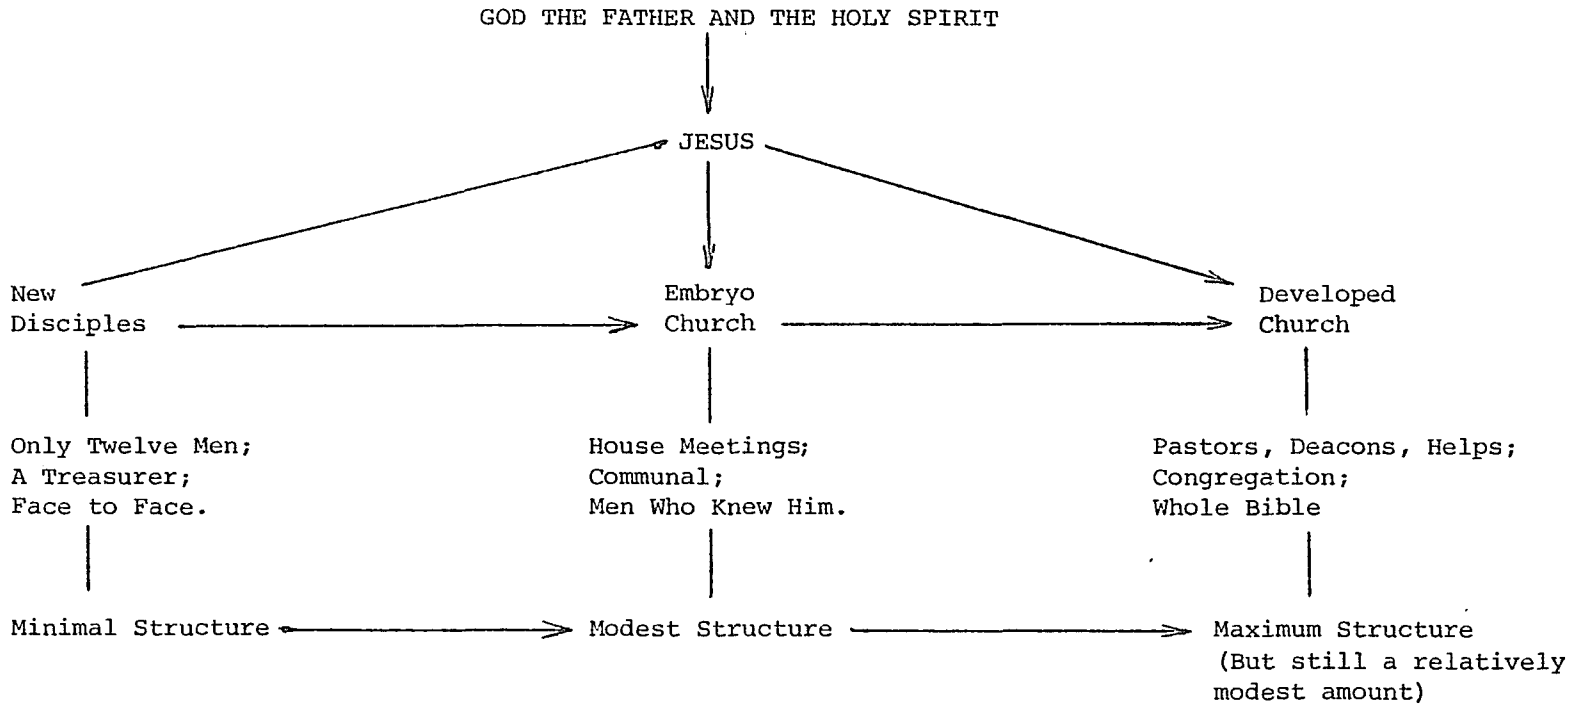 GOD THE FATHER AND THE HOLY SPIRIT
JESUS
New
Disciples
Embryo
Church
Developed
Church
Only Twelve Men;
A Treasurer;
Face to Face.
House Meetings;
Communal;
Men Who Knew Him.
Pastors, Deacons, Helps;
Congregation;
Whole Bible
Minimal Structure
Modest Structure
Maximum Structure
(But still a relatively
modest amount)